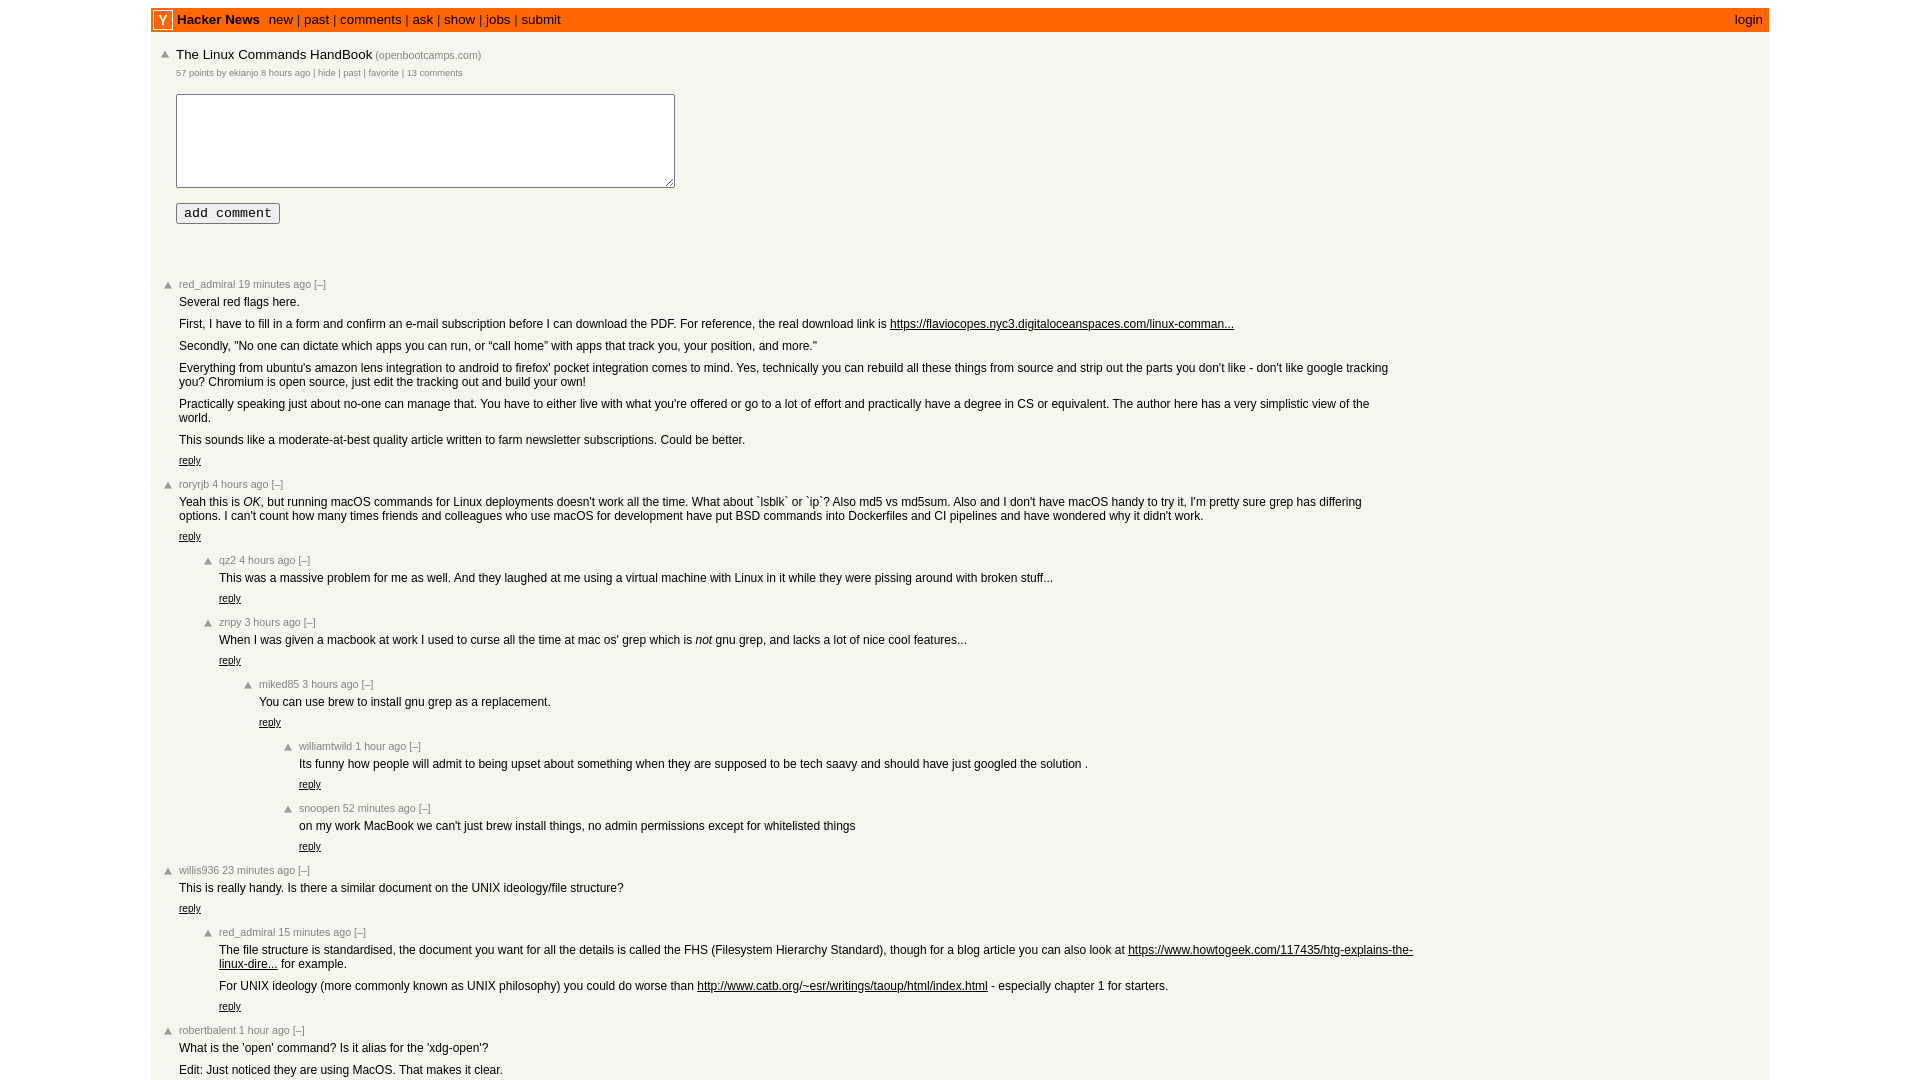 Y Hacker News new | past | comments | ask | show | jobs | submit login
The Linux Commands HandBook (openbootcamps.com)
57 points by ekianjo 8 hours ago | hide | past | favorite | 13 comments
add comment
red_admiral 19 minutes ago [–]
Several red flags here.
First, I have to fill in a form and confirm an e-mail subscription before I can download the PDF. For reference, the real download link is https://flaviocopes.nyc3.digitaloceanspaces.com/linux-comman...
Secondly, "No one can dictate which apps you can run, or “call home” with apps that track you, your position, and more."
Everything from ubuntu's amazon lens integration to android to firefox' pocket integration comes to mind. Yes, technically you can rebuild all these things from source and strip out the parts you don't like - don't like google tracking
you? Chromium is open source, just edit the tracking out and build your own!
Practically speaking just about no-one can manage that. You have to either live with what you're offered or go to a lot of effort and practically have a degree in CS or equivalent. The author here has a very simplistic view of the
world.
This sounds like a moderate-at-best quality article written to farm newsletter subscriptions. Could be better.
reply
roryrjb 4 hours ago [–]
Yeah this is OK, but running macOS commands for Linux deployments doesn't work all the time. What about `lsblk` or `ip`? Also md5 vs md5sum. Also and I don't have macOS handy to try it, I'm pretty sure grep has differing
options. I can't count how many times friends and colleagues who use macOS for development have put BSD commands into Dockerfiles and CI pipelines and have wondered why it didn't work.
reply
qz2 4 hours ago [–]
This was a massive problem for me as well. And they laughed at me using a virtual machine with Linux in it while they were pissing around with broken stuff...
reply
znpy 3 hours ago [–]
When I was given a macbook at work I used to curse all the time at mac os' grep which is not gnu grep, and lacks a lot of nice cool features...
reply
miked85 3 hours ago [–]
You can use brew to install gnu grep as a replacement.
reply
williamtwild 1 hour ago [–]
Its funny how people will admit to being upset about something when they are supposed to be tech saavy and should have just googled the solution .
reply
snoopen 52 minutes ago [–]
on my work MacBook we can't just brew install things, no admin permissions except for whitelisted things
reply
willis936 23 minutes ago [–]
This is really handy. Is there a similar document on the UNIX ideology/file structure?
reply
red_admiral 15 minutes ago [–]
The file structure is standardised, the document you want for all the details is called the FHS (Filesystem Hierarchy Standard), though for a blog article you can also look at https://www.howtogeek.com/117435/htg-explains-the-
linux-dire... for example.
For UNIX ideology (more commonly known as UNIX philosophy) you could do worse than http://www.catb.org/~esr/writings/taoup/html/index.html - especially chapter 1 for starters.
reply
robertbalent 1 hour ago [–]
What is the 'open' command? Is it alias for the 'xdg-open'?
Edit: Just noticed they are using MacOS. That makes it clear.